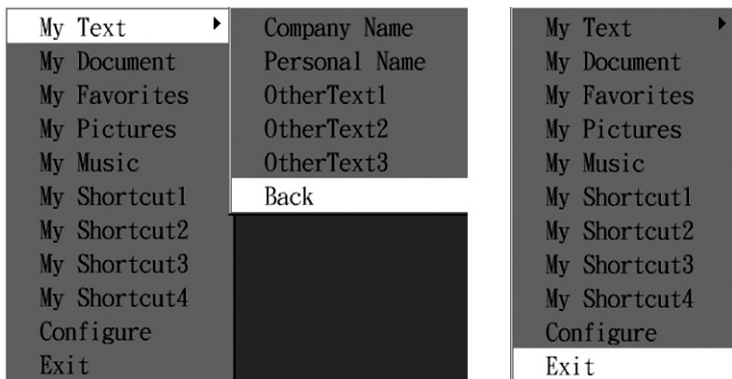 My Text
My Document
My Favorites
My Pictures
My Music
My Shortcut1
My Shortcut2
My Shortcut3
My Shortcut4
Configure
Exit
Company Name
Personal Name
OtherText1
OtherText2
OtherText3
Back
My Text
My Document
My Favorites
My Pictures
My Music
My Shortcut1
My Shortcut2
My Shortcut3
My Shortcut4
Configure
Exit